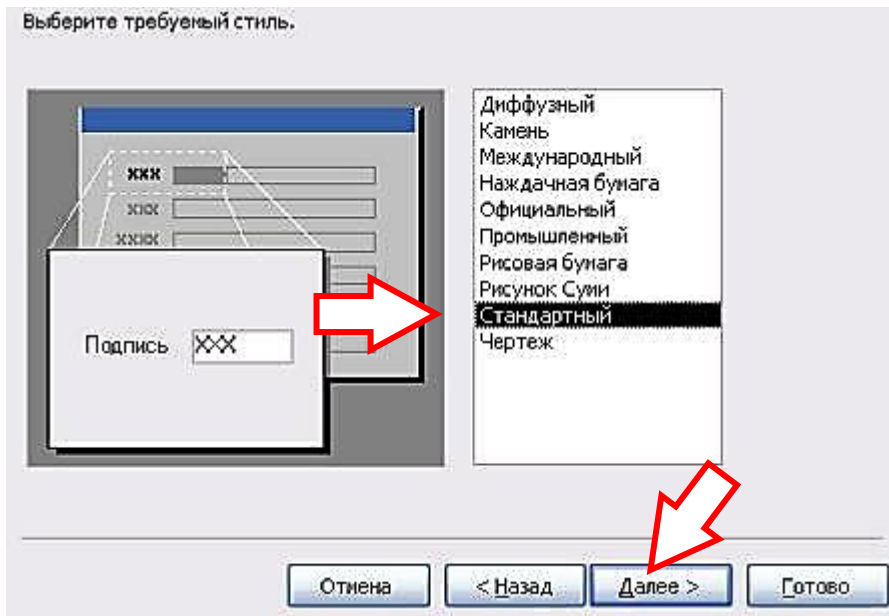 Выберите требуемый стиль.
xxx
xxx
xxxx
Подпись XXX
Диффузный
Камень
Международный
Наждачная бумага
Официальный
Промышленный
Рисовая бумага
Рисунок Суми
Стандартный
Чертеж
Отмена
< Назад
Далее >
Готово